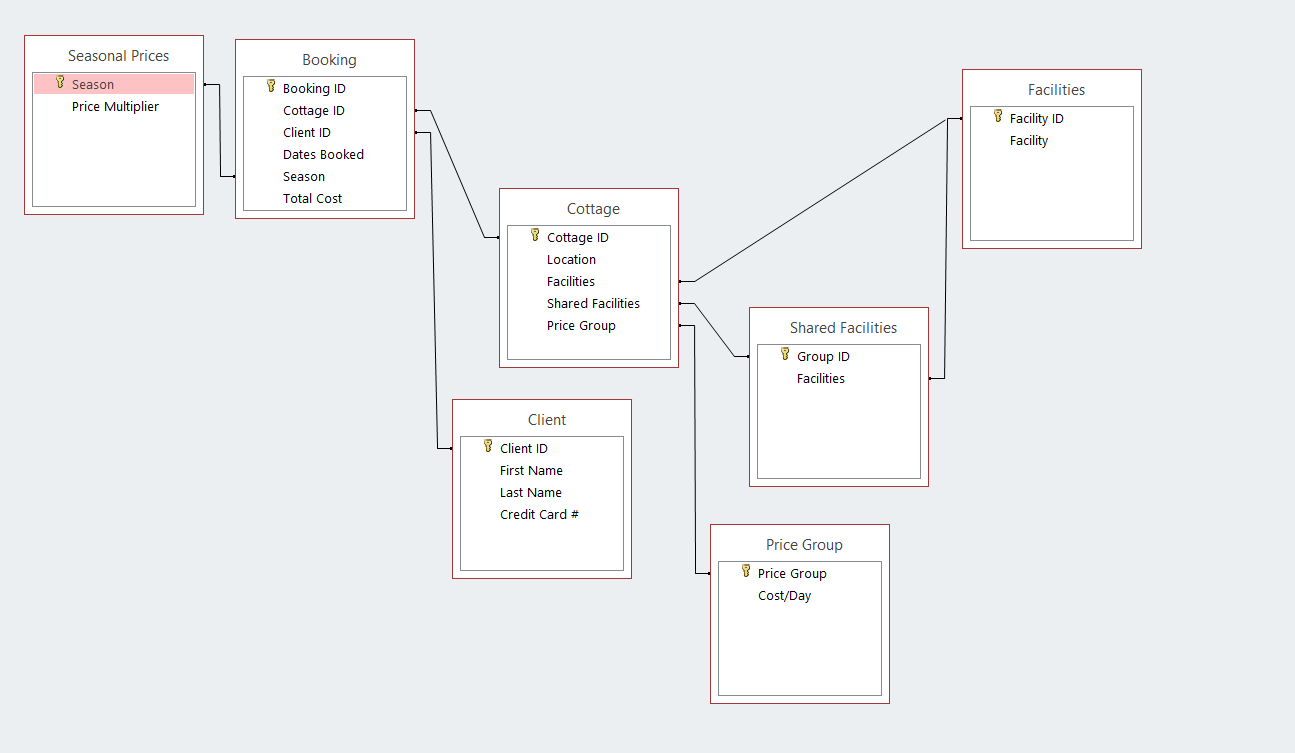 Seasonal Prices
Season
Price Multiplier
Booking
Booking ID
Cottage ID
Client ID
Dates Booked
Season
Total Cost
Cottage
Cottage ID
Location
Facilities
Shared Facilities
Price Group
Facilities
Facility ID
Facility
Shared Facilities
Group ID
Facilities
Client
Client ID
First Name
Last Name
Credit Card #
Price Group
Price Group
Cost/Day